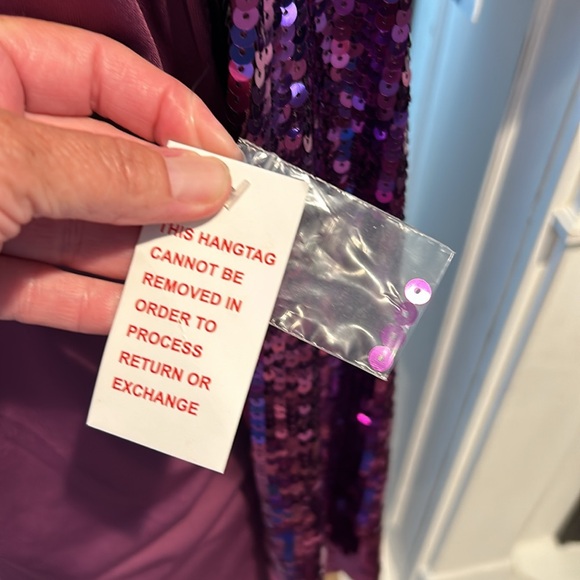 THIS HANGTAG
CANNOT BE
REMOVED IN
ORDER TO
PROCESS
RETURN OR
EXCHANGE